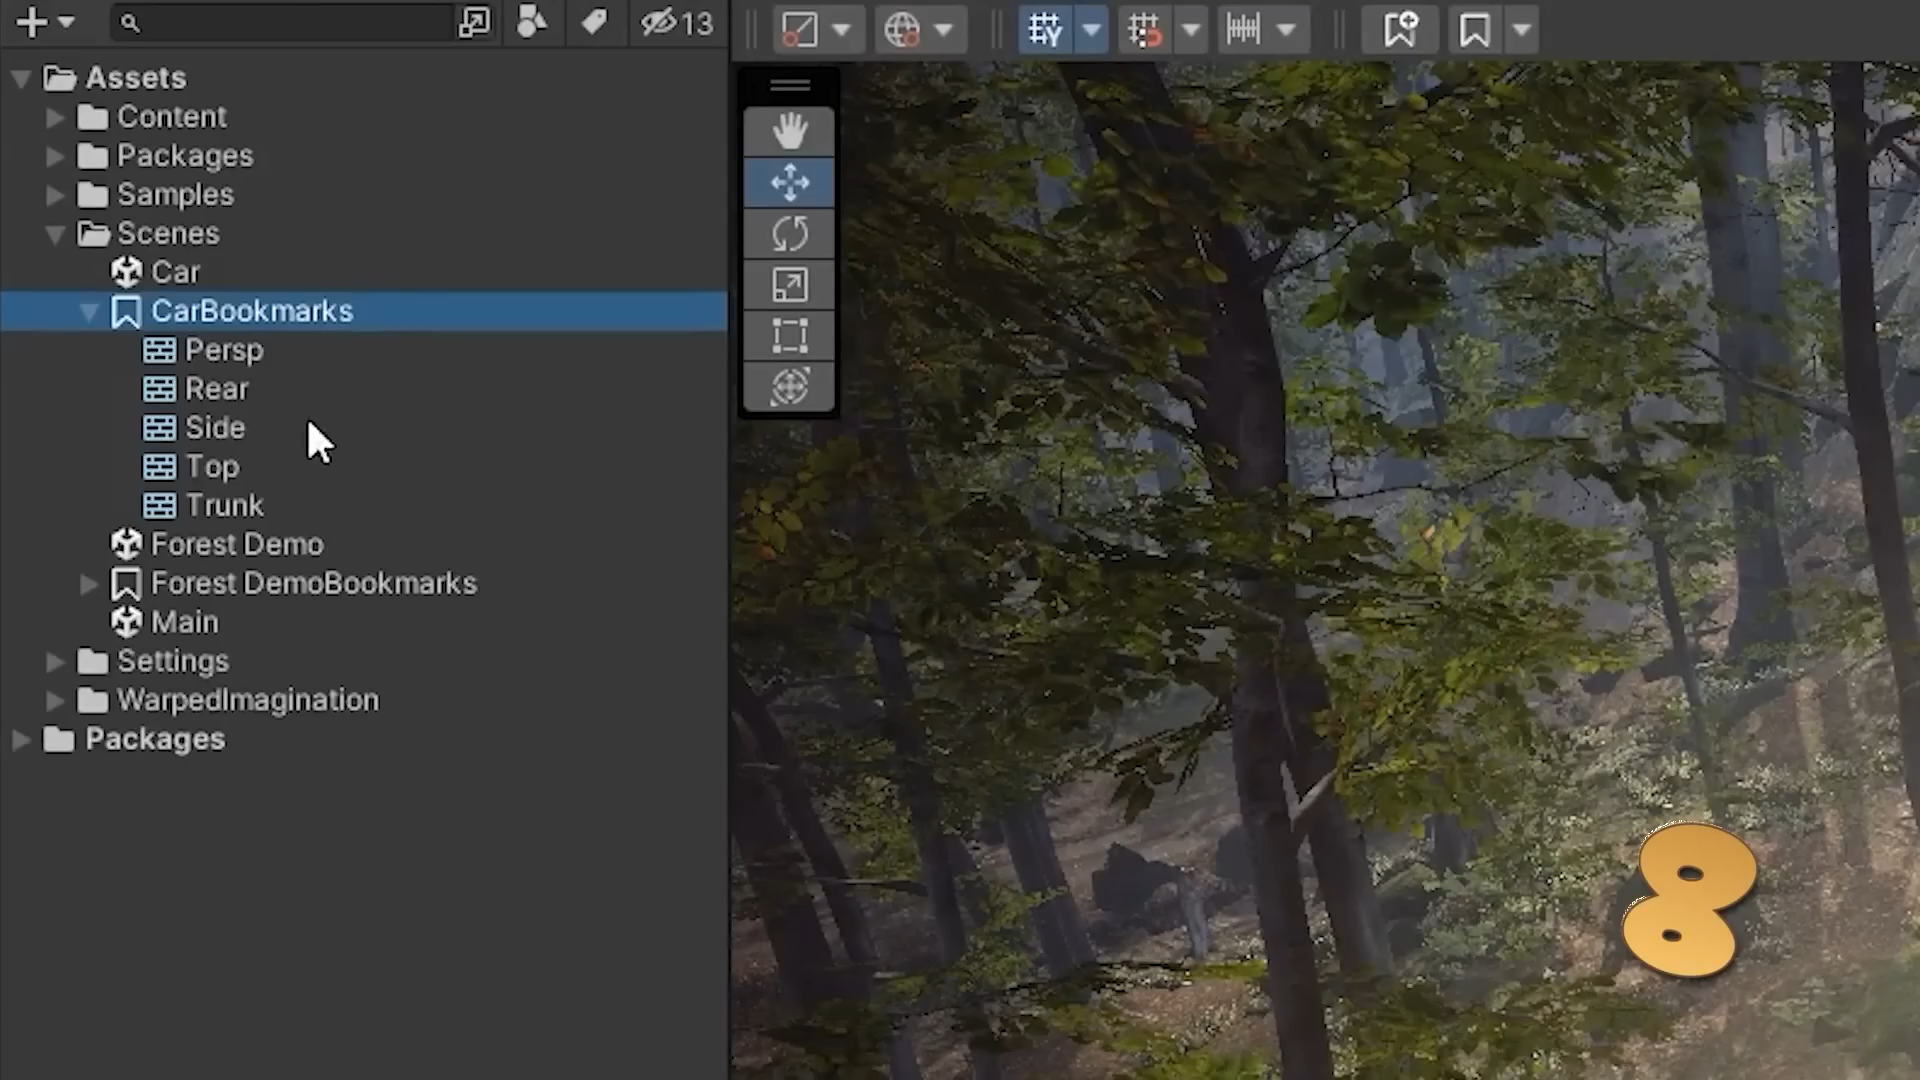 13
Assets
Content
Packages
Samples
Scenes
Car
CarBookmarks
Persp
Rear
Side
Top
Trunk
Forest Demo
Forest DemoBookmarks
Main
Settings
WarpedImagination
Packages
Y
8